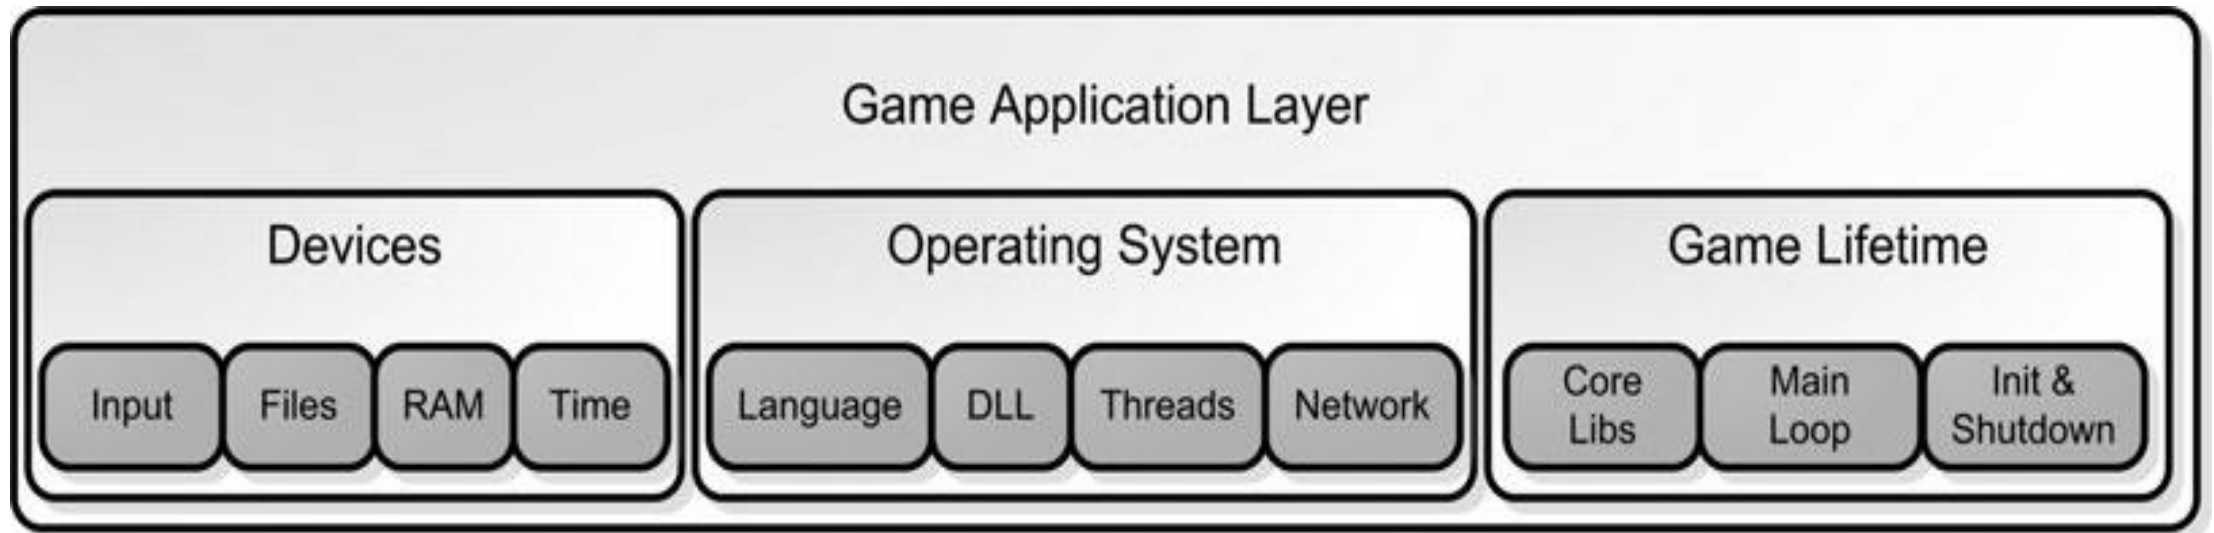 Game Application Layer
Devices
Operating System
Game Lifetime
Input
Files
RAM
Time
Language
DLL
Threads
Network
Core
Libs
Main
Loop
Init &
Shutdown